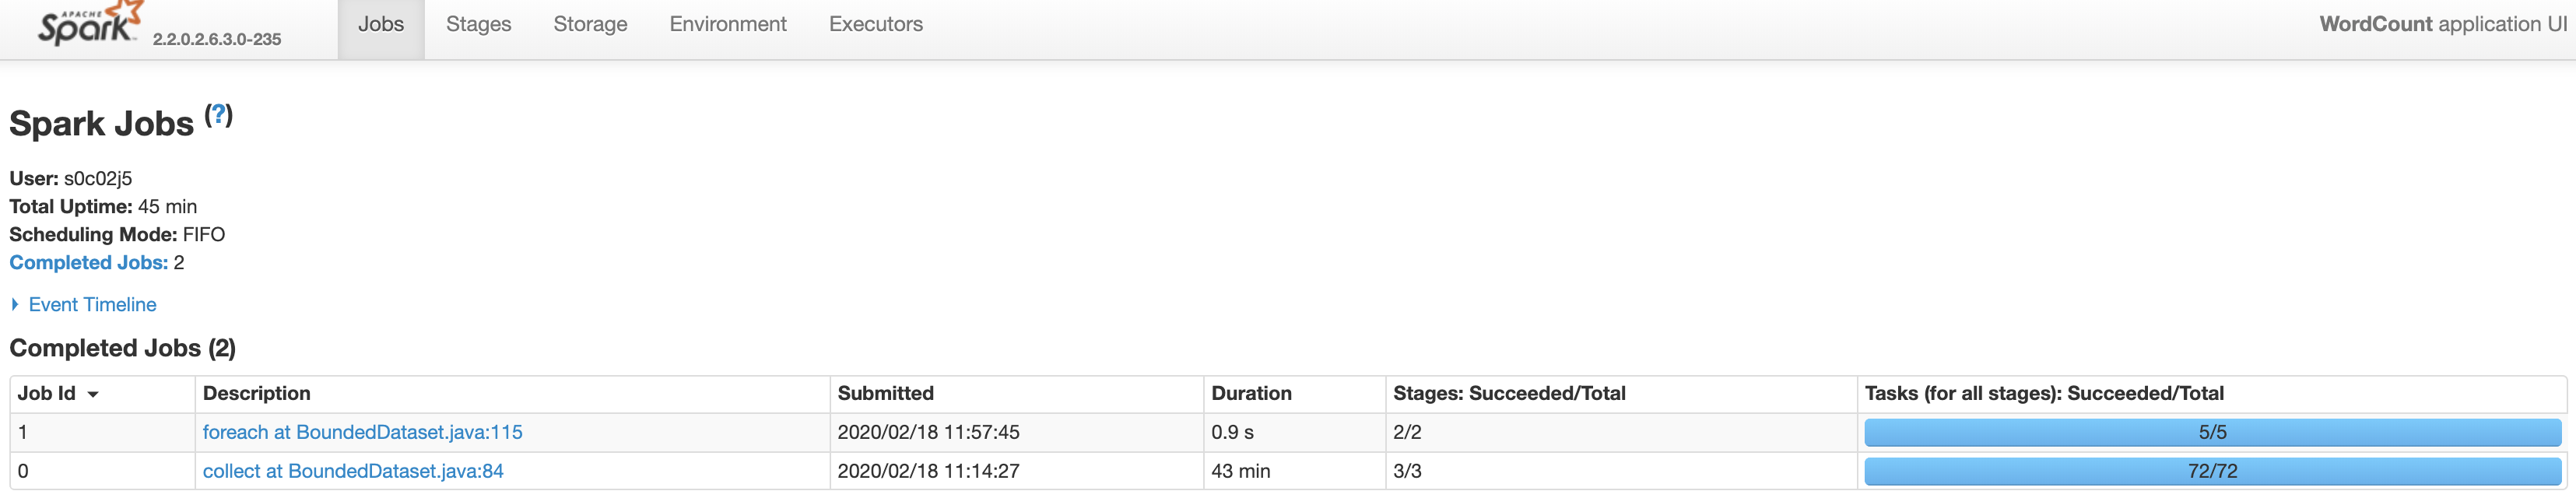 APACHE Spark 2.2.0.2.6.3.0-235 Jobs Stages Storage Environment Executors WordCount application UI
Spark Jobs (?)
User: s0c02j5
Total Uptime: 45 min
Scheduling Mode: FIFO
Completed Jobs: 2
Event Timeline
Completed Jobs (2)
Job Id Description Submitted Duration Stages: Succeeded/Total Tasks (for all stages): Succeeded/Total
1 foreach at BoundedDataset.java:115 2020/02/18 11:57:45 0.9 s 2/2 5/5
0 collect at BoundedDataset.java:84 2020/02/18 11:14:27 43 min 3/3 72/72